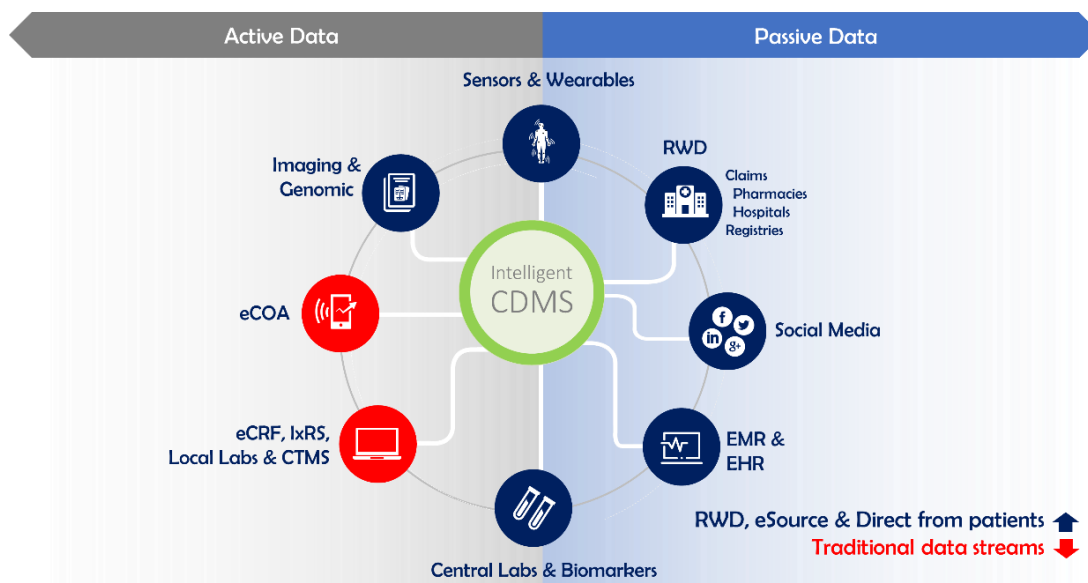 Active Data
Passive Data
Sensors & Wearables
Imaging &
Genomic
RWD
Claims
Pharmacies
Hospitals
Registries
Intelligent
CDMS
eCOA
f
in
g+
Social Media
eCRF, IxRS,
Local Labs & CTMS
EMR &
EHR
Central Labs & Biomarkers
RWD, eSource & Direct from patients
Traditional data streams